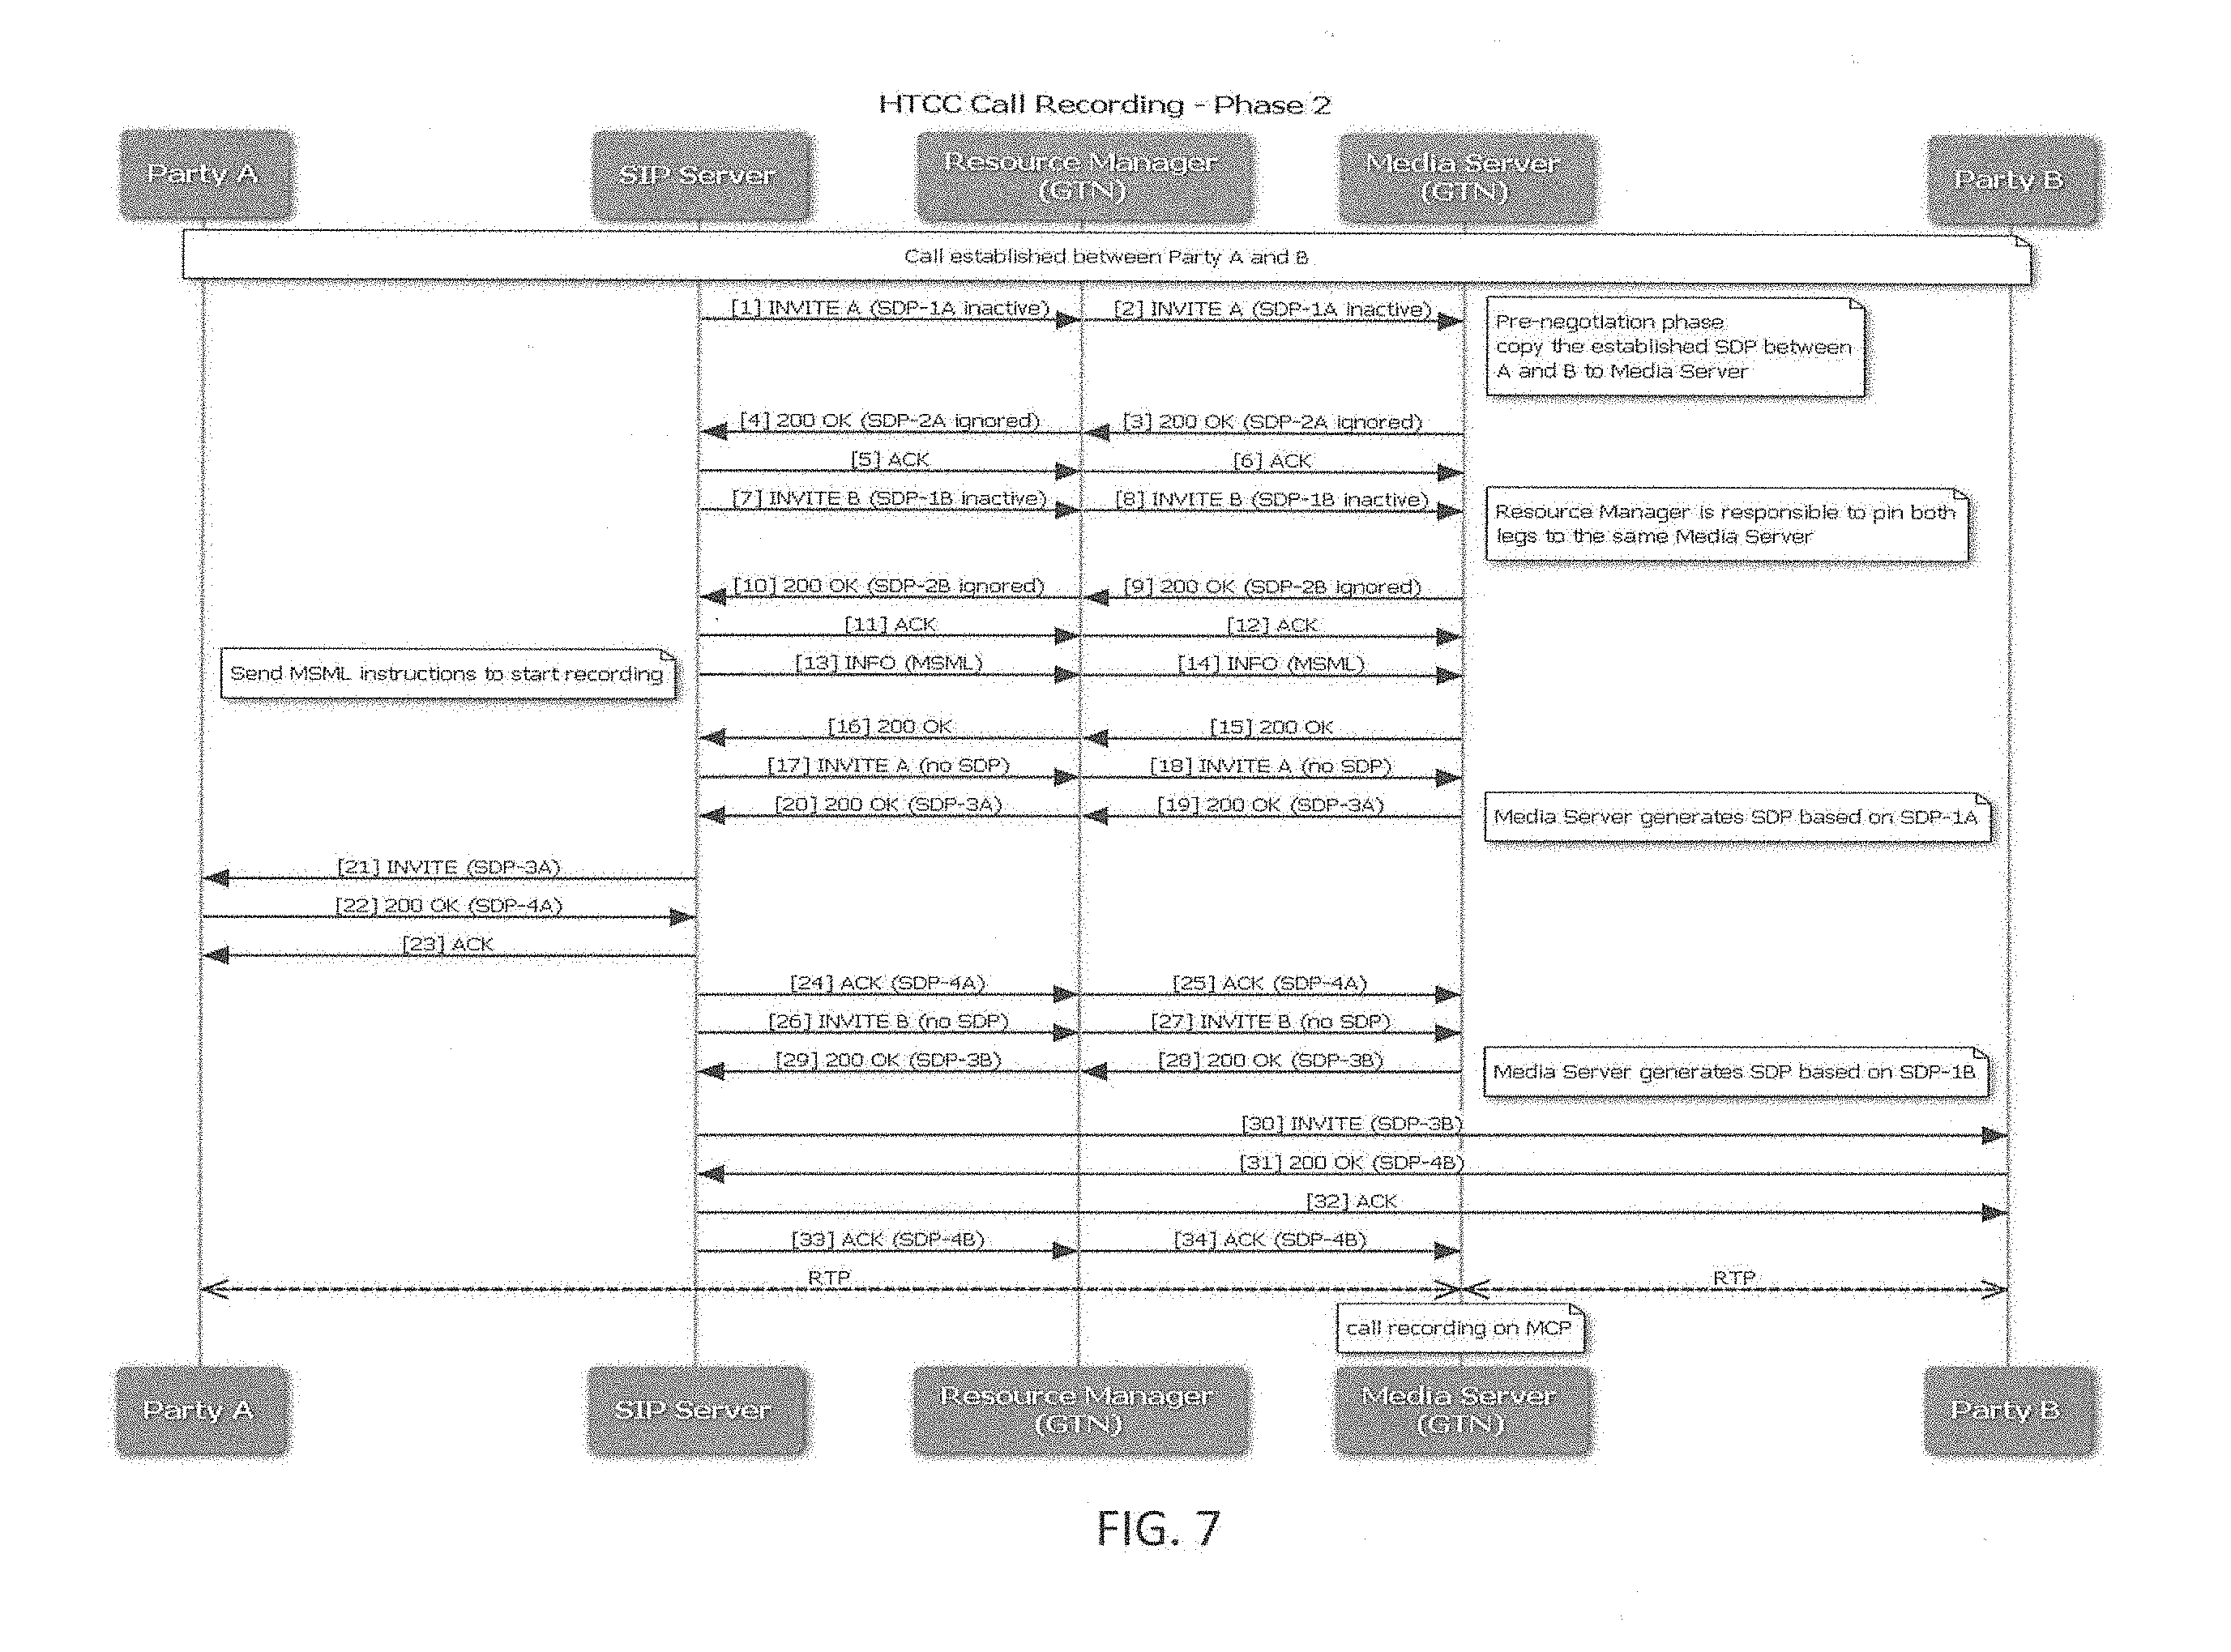 HTCC Call Recording - Phase 2
Party A
SIP Server
Resource Manager
(GTN)
Media Server
(GTN)
Party B
Call established between Party A and B
[1] INVITE A (SDP-1A inactive)
[2] INVITE A (SDP-1A inactive)
Pre-negotiation phase
copy the established SDP between
A and B to Media Server
[4] 200 OK (SDP-2A ignored)
[3] 200 OK (SDP-2A ignored)
[5] ACK
[6] ACK
[7] INVITE B (SDP-1B inactive)
[8] INVITE B (SDP-1B inactive)
Resource Manager is responsible to pin both
legs to the same Media Server
[10] 200 OK (SDP-2B ignored)
[9] 200 OK (SDP-2B ignored)
[11] ACK
[12] ACK
Send MSML instructions to start recording
[13] INFO (MSML)
[14] INFO (MSML)
[16] 200 OK
[15] 200 OK
[17] INVITE A (no SDP)
[18] INVITE A (no SDP)
[20] 200 OK (SDP-3A)
[19] 200 OK (SDP-3A)
Media Server generates SDP based on SDP-1A
[21] INVITE (SDP-3A)
[22] 200 OK (SDP-4A)
[23] ACK
[24] ACK (SDP-4A)
[25] ACK (SDP-4A)
[26] INVITE B (no SDP)
[27] INVITE B (no SDP)
[29] 200 OK (SDP-3B)
[28] 200 OK (SDP-3B)
Media Server generates SDP based on SDP-1B
[30] INVITE (SDP-3B)
[31] 200 OK (SDP-4B)
[32] ACK
[33] ACK (SDP-4B)
[34] ACK (SDP-4B)
RTP
RTP
call recording on MCP
Party A
SIP Server
Resource Manager
(GTN)
Media Server
(GTN)
Party B
FIG. 7